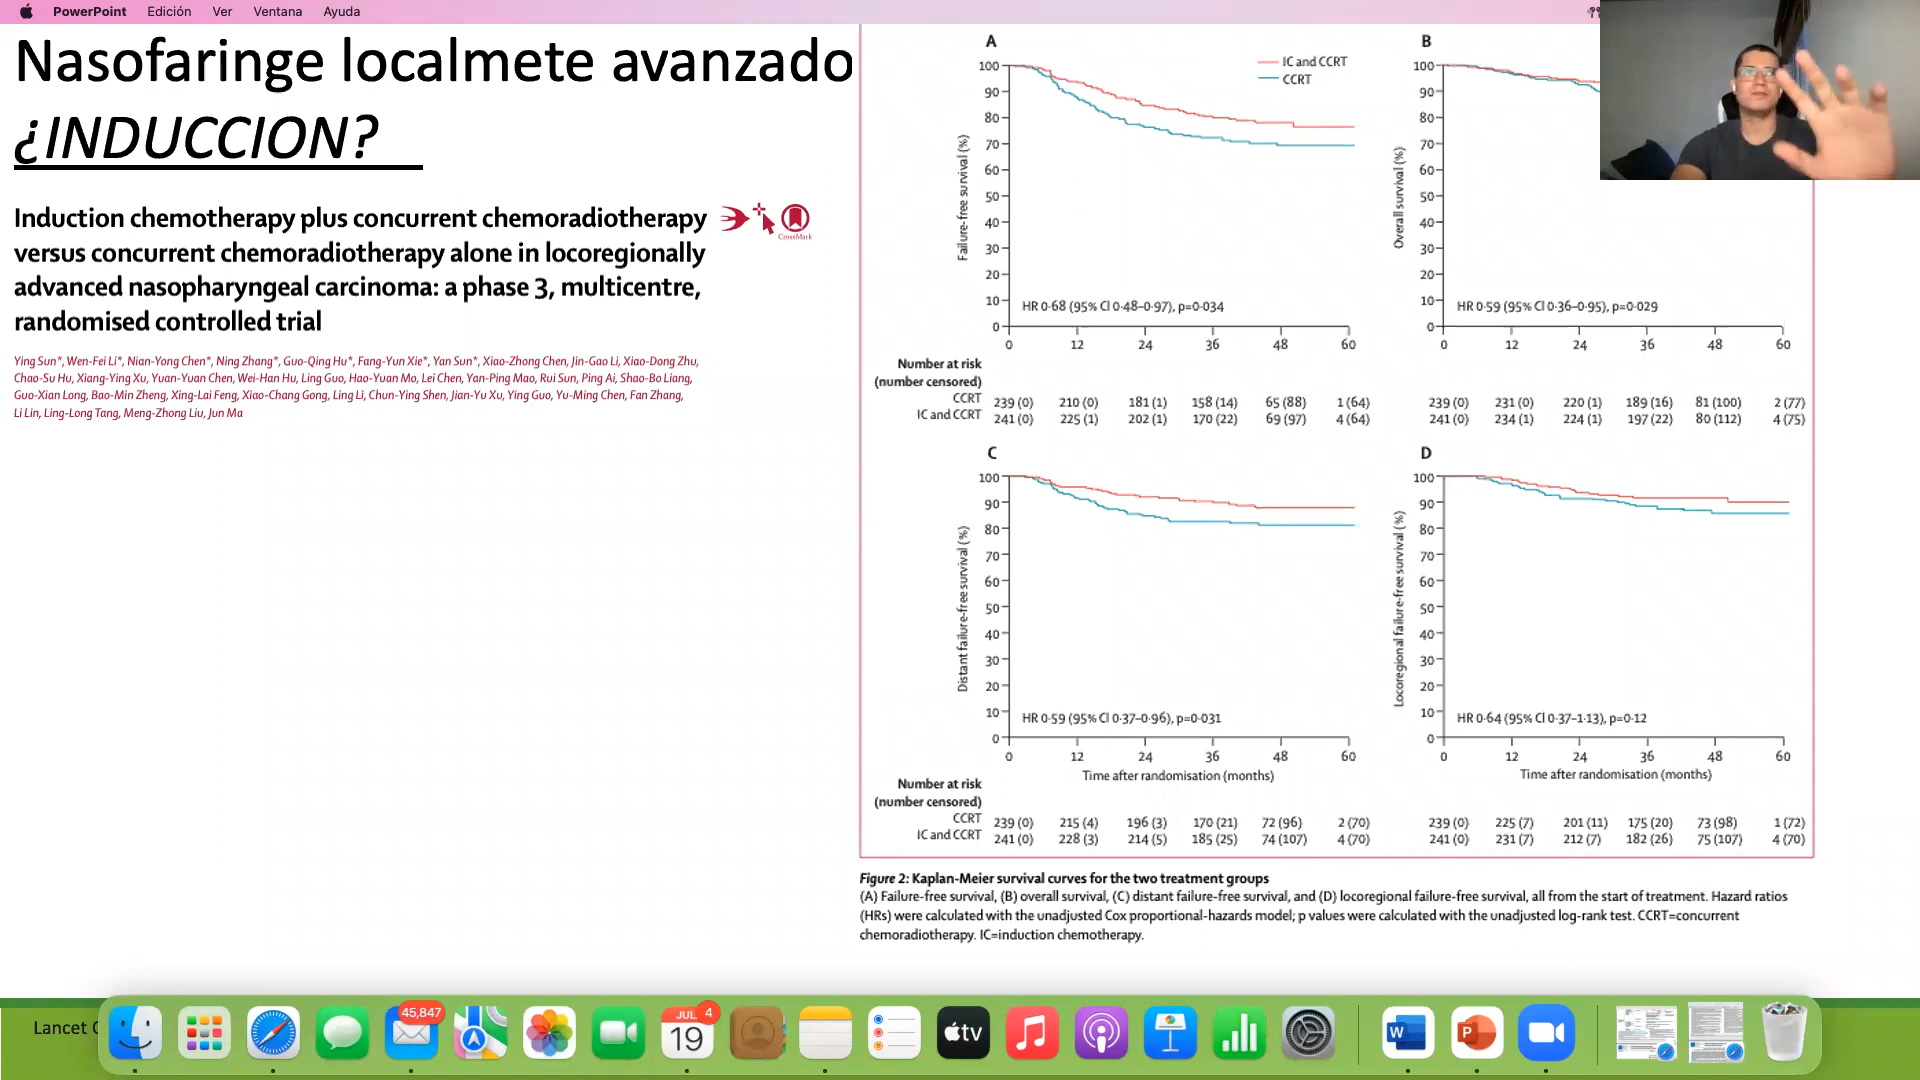 PowerPoint Edición Ver Ventana Ayuda
Nasofaringe localmete avanzado
¿INDUCCION?
Induction chemotherapy plus concurrent chemoradiotherapy
versus concurrent chemoradiotherapy alone in locoregionally
advanced nasopharyngeal carcinoma: a phase 3, multicentre,
randomised controlled trial
CrossMark
Ying Sun*, Wen-Fei Li*, Nian-Yong Chen*, Ning Zhang*, Guo-Qing Hu*, Fang-Yun Xie*, Yan Sun*, Xiao-Zhong Chen, Jin-Gao Li, Xiao-Dong Zhu,
Chao-Su Hu, Xiang-Ying Xu, Yuan-Yuan Chen, Wei-Han Hu, Ling Guo, Hao-Yuan Mo, Lei Chen, Yan-Ping Mao, Rui Sun, Ping Ai, Shao-Bo Liang,
Guo-Xian Long, Bao-Min Zheng, Xing-Lai Feng, Xiao-Chang Gong, Ling Li, Chun-Ying Shen, Jian-Yu Xu, Ying Guo, Yu-Ming Chen, Fan Zhang,
Li Lin, Ling-Long Tang, Meng-Zhong Liu, Jun Ma
A
IC and CCRT
CCRT
Failure-free survival (%)
100
90
80
70
60
50
40
30
20
10
0
HR 0·68 (95% CI 0·48–0·97), p=0·034
0 12 24 36 48 60
Number at risk
(number censored)
CCRT 239 (0) 210 (0) 181 (1) 158 (14) 65 (88) 1 (64)
IC and CCRT 241 (0) 225 (1) 202 (1) 170 (22) 69 (97) 4 (64)
B
Overall survival (%)
100
90
80
70
60
50
40
30
20
10
0
HR 0·59 (95% CI 0·36–0·95), p=0·029
0 12 24 36 48 60
239 (0) 231 (0) 220 (1) 189 (16) 81 (100) 2 (77)
241 (0) 234 (1) 224 (1) 197 (22) 80 (112) 4 (75)
C
Distant failure-free survival (%)
100
90
80
70
60
50
40
30
20
10
0
HR 0·59 (95% CI 0·37–0·96), p=0·031
0 12 24 36 48 60
Time after randomisation (months)
Number at risk
(number censored)
CCRT 239 (0) 215 (4) 196 (3) 170 (21) 72 (96) 2 (70)
IC and CCRT 241 (0) 228 (3) 214 (5) 185 (25) 74 (107) 4 (70)
D
Locoregional failure-free survival (%)
100
90
80
70
60
50
40
30
20
10
0
HR 0·64 (95% CI 0·37–1·13), p=0·12
0 12 24 36 48 60
Time after randomisation (months)
239 (0) 225 (7) 201 (11) 175 (20) 73 (98) 1 (72)
241 (0) 231 (7) 212 (7) 182 (26) 75 (107) 4 (70)
Figure 2: Kaplan-Meier survival curves for the two treatment groups
(A) Failure-free survival, (B) overall survival, (C) distant failure-free survival, and (D) locoregional failure-free survival, all from the start of treatment. Hazard ratios
(HRs) were calculated with the unadjusted Cox proportional-hazards model; p values were calculated with the unadjusted log-rank test. CCRT=concurrent
chemoradiotherapy. IC=induction chemotherapy.
Lancet
45,847
JUL 4
19
tv
W
P